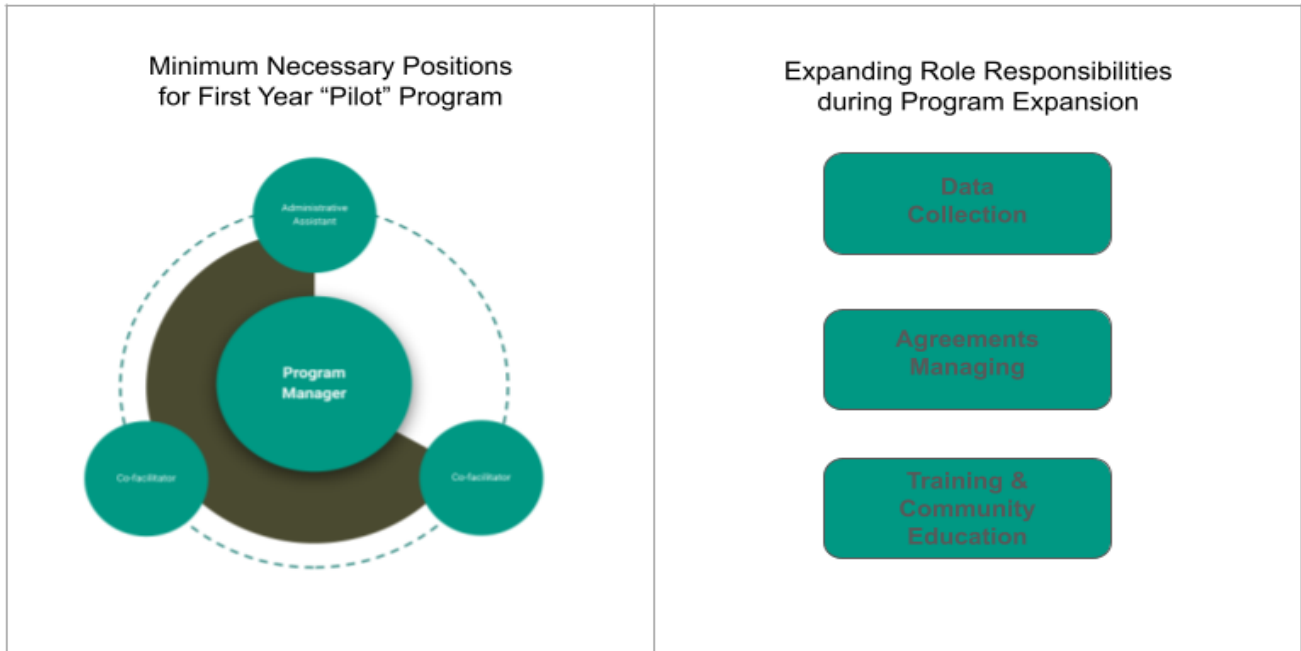 Minimum Necessary Positions
for First Year “Pilot” Program
Administrative
Assistant
Program
Manager
Co-facilitator
Co-facilitator
Expanding Role Responsibilities
during Program Expansion
Data
Collection
Agreements
Managing
Training &
Community
Education